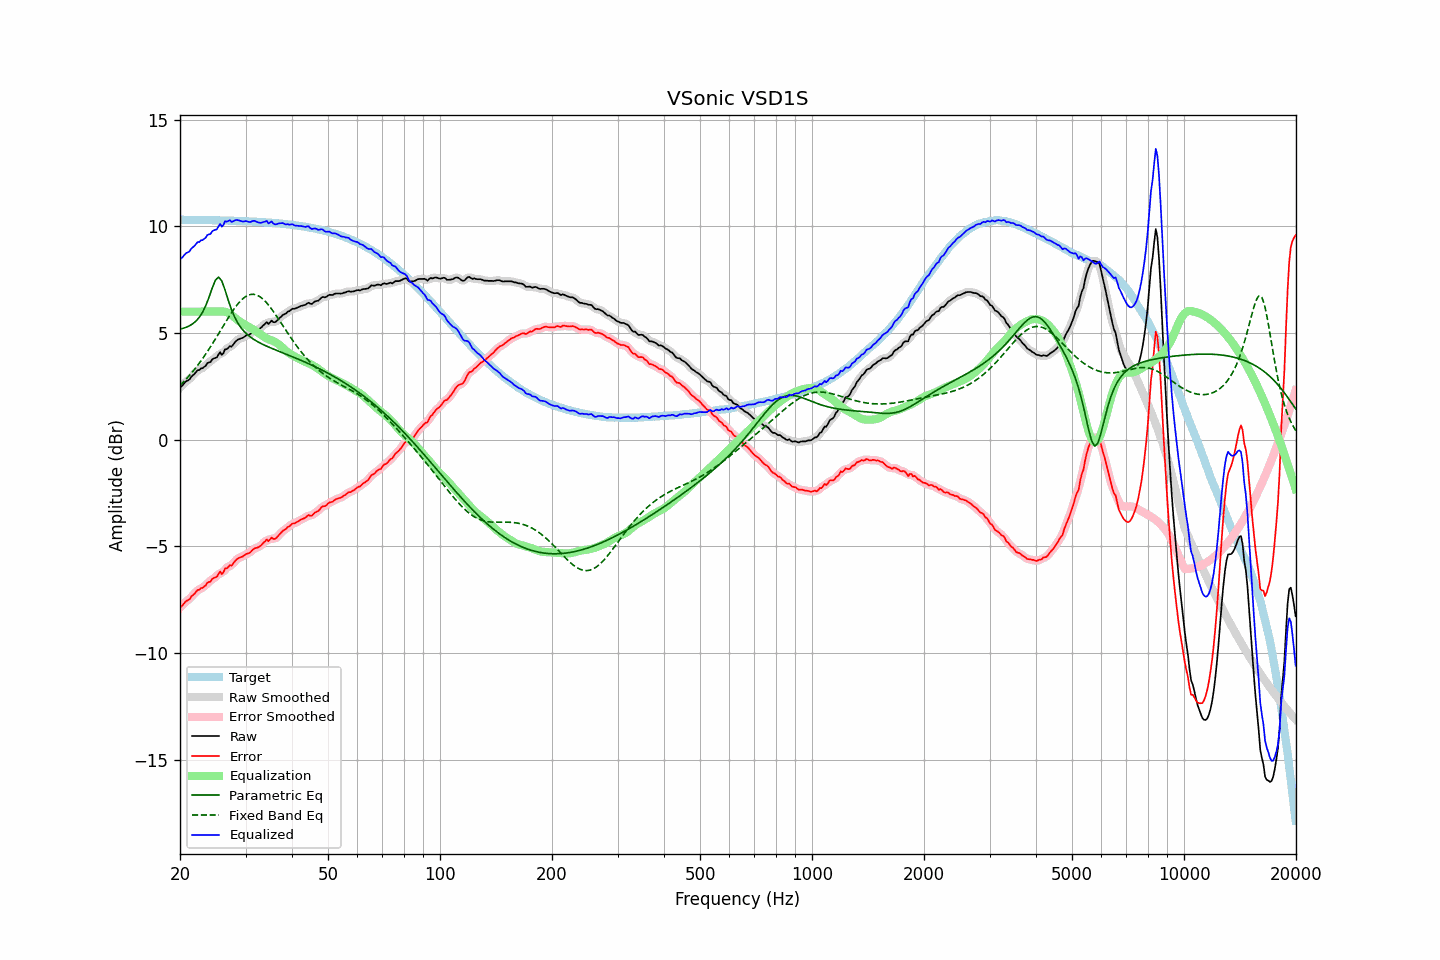 VSonic VSD1S
Amplitude (dBr)
15
10
5
0
−5
−10
−15
Target
Raw Smoothed
Error Smoothed
Raw
Error
Equalization
Parametric Eq
Fixed Band Eq
Equalized
20 50 100 200 500 1000 2000 5000 10000 20000
Frequency (Hz)